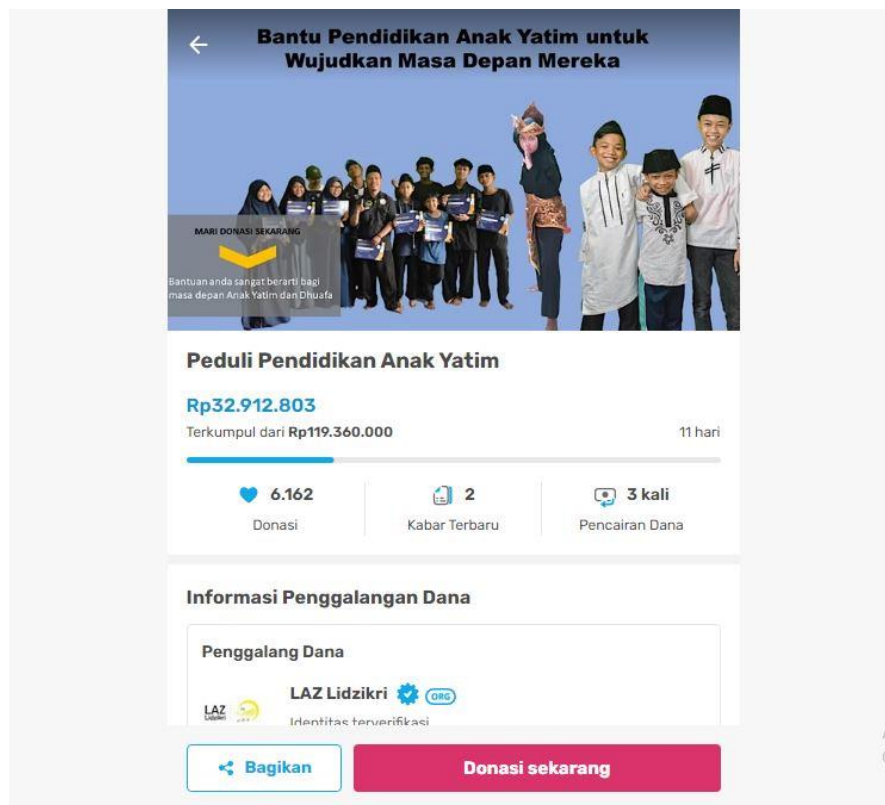 Bantu Pendidikan Anak Yatim untuk
Wujudkan Masa Depan Mereka
MARI DONASI SEKARANG
Bantuan anda sangat berarti bagi
masa depan Anak Yatim dan Dhuafa
Peduli Pendidikan Anak Yatim
Rp32.912.803
Terkumpul dari Rp119.360.000 11 hari
6.162 2 3 kali
Donasi Kabar Terbaru Pencairan Dana
Informasi Penggalangan Dana
Penggalang Dana
LAZ Lidzikri ORG
LAZ
Lidzikri
Identitas terverifikasi
Bagikan Donasi sekarang